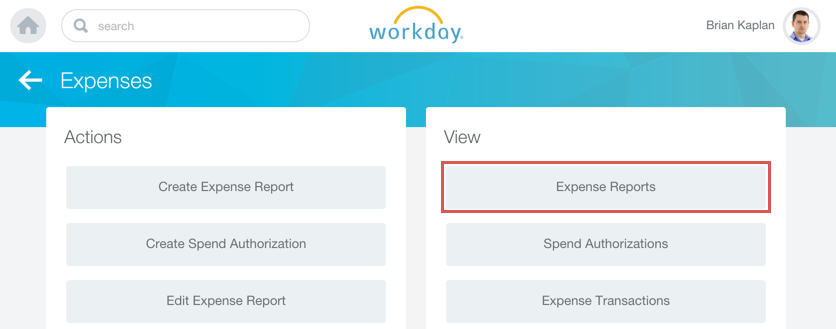 search
workday.
Brian Kaplan
Expenses
Actions
Create Expense Report
Create Spend Authorization
Edit Expense Report
View
Expense Reports
Spend Authorizations
Expense Transactions